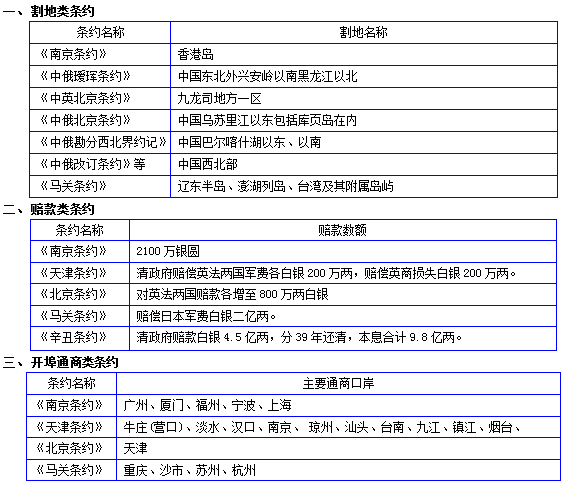 一、割地类条约
条约名称 割地名称
《南京条约》 香港岛
《中俄瑷珲条约》 中国东北外兴安岭以南黑龙江以北
《中英北京条约》 九龙司地方一区
《中俄北京条约》 中国乌苏里江以东包括库页岛在内
《中俄勘分西北界约记》 中国巴尔喀什湖以东、以南
《中俄改订条约》等 中国西北部
《马关条约》 辽东半岛、澎湖列岛、台湾及其附属岛屿
二、赔款类条约
条约名称 赔款数额
《南京条约》 2100万银圆
《天津条约》 清政府赔偿英法两国军费各白银200万两，赔偿英商损失白银200万两。
《北京条约》 对英法两国赔款各增至800万两白银
《马关条约》 赔偿日本军费白银二亿两。
《辛丑条约》 清政府赔款白银4.5亿两，分39年还清，本息合计9.8亿两。
三、开埠通商类条约
条约名称 主要通商口岸
《南京条约》 广州、厦门、福州、宁波、上海
《天津条约》 牛庄(营口)、淡水、汉口、南京、 琼州、汕头、台南、九江、镇江、烟台、
《北京条约》 天津
《马关条约》 重庆、沙市、苏州、杭州